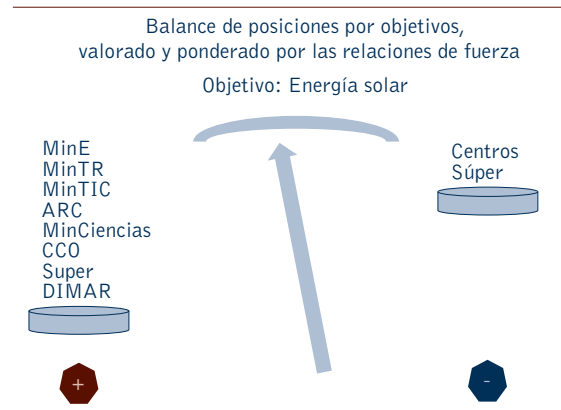 Balance de posiciones por objetivos,
valorado y ponderado por las relaciones de fuerza
Objetivo: Energía solar
MinE
MinTR
MinTIC
ARC
MinCiencias
CCO
Super
DIMAR
Centros
Súper
+
-